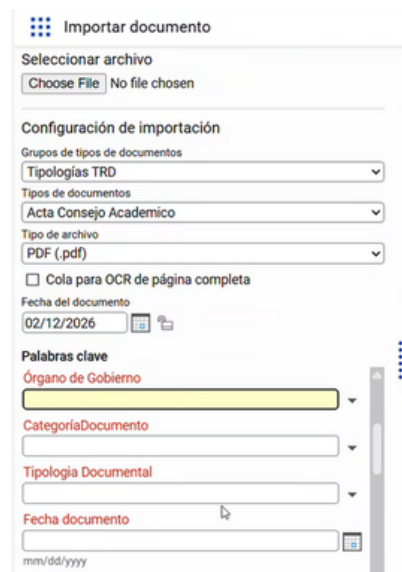 Importar documento
Seleccionar archivo
Choose File No file chosen
Configuración de importación
Grupos de tipos de documentos
Tipologías TRD
Tipos de documentos
Acta Consejo Academico
Tipo de archivo
PDF (.pdf)
Cola para OCR de página completa
Fecha del documento
02/12/2026
Palabras clave
Órgano de Gobierno
CategoríaDocumento
Tipologia Documental
Fecha documento
mm/dd/yyyy